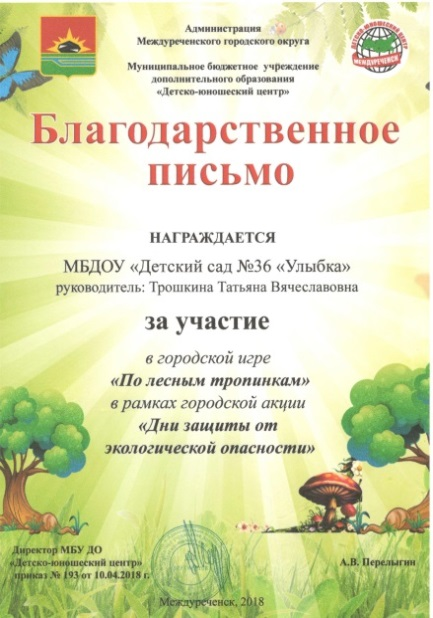 Администрация
Междуреченского городского округа
Муниципальное бюджетное учреждение
дополнительного образования
«Детско-юношеский центр»
ДЕТСКО-ЮНОШЕСКИЙ ЦЕНТР
МЕЖДУРЕЧЕНСК
Благодарственное
письмо
НАГРАЖДАЕТСЯ
МБДОУ «Детский сад №36 «Улыбка»
руководитель: Трошкина Татьяна Вячеславовна
за участие
в городской игре
«По лесным тропинкам»
в рамках городской акции
«Дни защиты от
экологической опасности»
Директор МБУ ДО
«Детско-юношеский центр»
приказ № 193 от 10.04.2018 г.
А.В. Перелыгин
Междуреченск, 2018